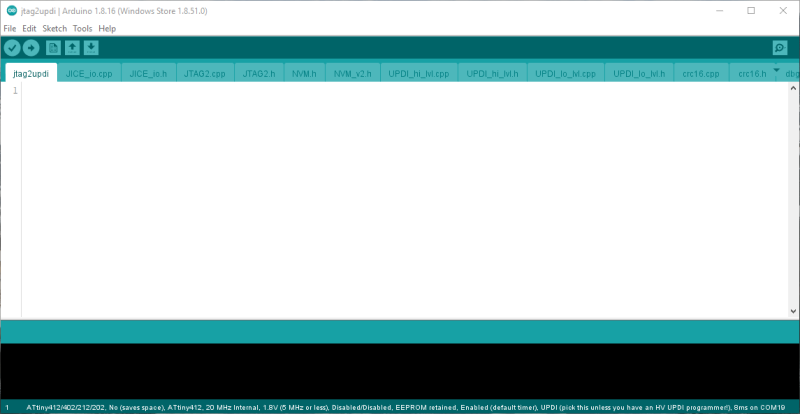 jtag2updi | Arduino 1.8.16 (Windows Store 1.8.51.0)
File Edit Sketch Tools Help
jtag2updi JICE_io.cpp JICE_io.h JTAG2.cpp JTAG2.h NVM.h NVM_v2.h UPDI_hi_lvl.cpp UPDI_hi_lvl.h UPDI_lo_lvl.cpp UPDI_lo_lvl.h crc16.cpp crc16.h dbg
1
1 ATtiny412/402/212/202, No (saves space), ATtiny412, 20 MHz Internal, 1.8V (5 MHz or less), Disabled/Disabled, EEPROM retained, Enabled (default timer), UPDI (pick this unless you have an HV UPDI programmer!), 8ms on COM19